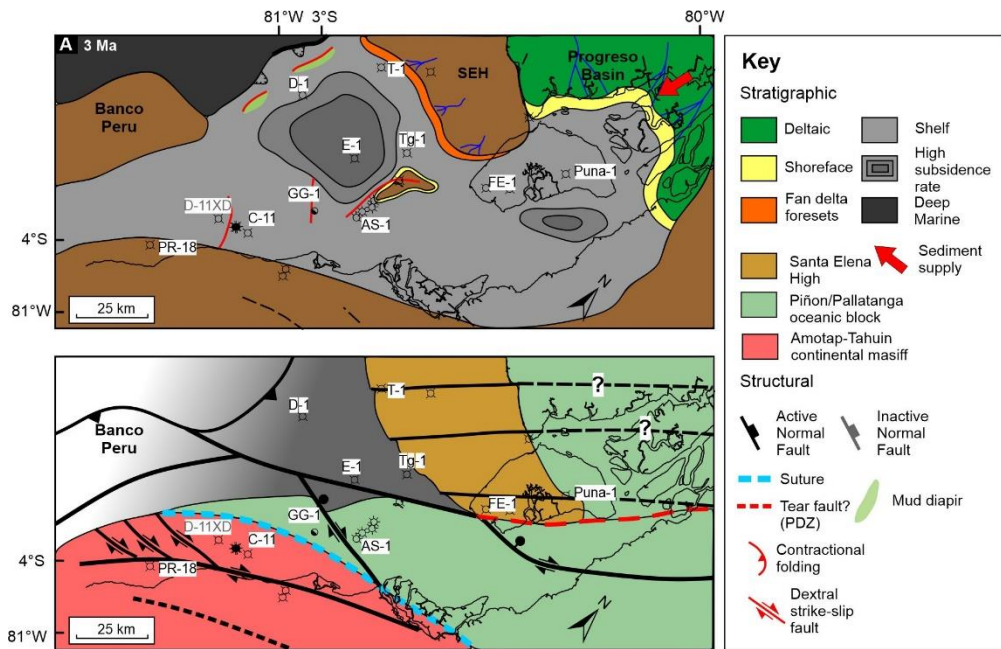 81°W 3°S
80°W
A 3 Ma
T-1
SEH
Progreso
Basin
D-1
Banco
Peru
E-1
Tg-1
GG-1
FE-1
Puna-1
D-11XD
C-11
AS-1
4°S
PR-18
N
81°W
25 km
T-1
?
D-1
Banco
Peru
?
E-1
Tg-1
FE-1
Puna-1
GG-1
D-11XD
C-11
AS-1
4°S
PR-18
N
81°W
25 km
Key
Stratigraphic
Deltaic
Shelf
Shoreface
High
subsidence
rate
Fan delta
foresets
Deep
Marine
Santa Elena
High
Sediment
supply
Piñon/Pallatanga
oceanic block
Amotap-Tahuin
continental masiff
Structural
Active
Normal
Fault
Inactive
Normal
Fault
Suture
Tear fault?
(PDZ)
Mud diapir
Contractional
folding
Dextral
strike-slip
fault